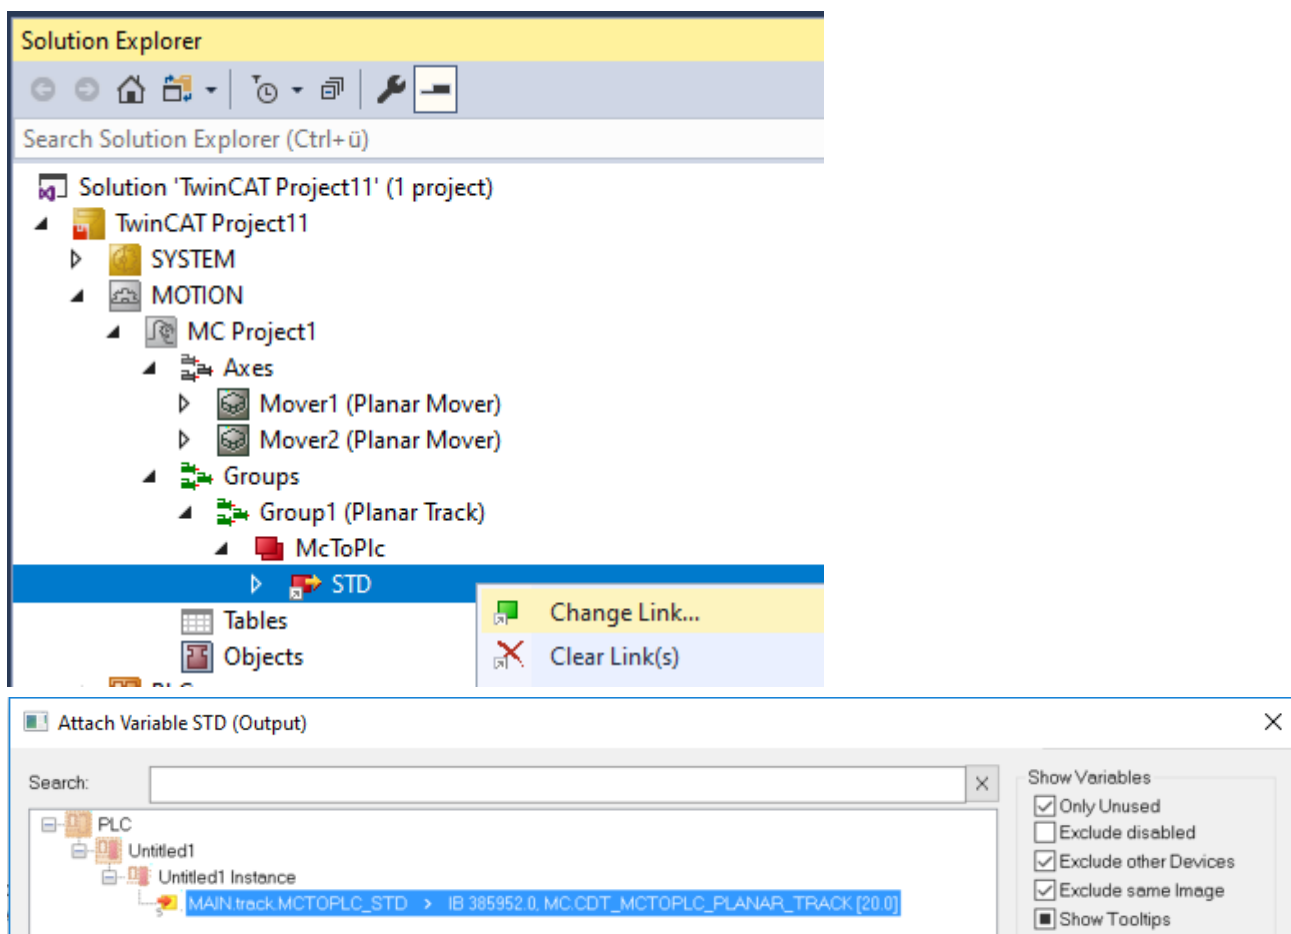 Solution Explorer
Search Solution Explorer (Ctrl+ü)
Solution 'TwinCAT Project11' (1 project)
TwinCAT Project11
SYSTEM
MOTION
MC Project1
Axes
Mover1 (Planar Mover)
Mover2 (Planar Mover)
Groups
Group1 (Planar Track)
McToPlc
STD
Change Link...
Tables
Objects
Clear Link(s)
Attach Variable STD (Output)
Search:
Show Variables
Only Unused
Exclude disabled
Exclude other Devices
Exclude same Image
Show Tooltips
PLC
Untitled1
Untitled1 Instance
MAIN.track.MCTOPLC_STD > IB 385952.0, MC.CDT_MCTOPLC_PLANAR_TRACK [20.0]